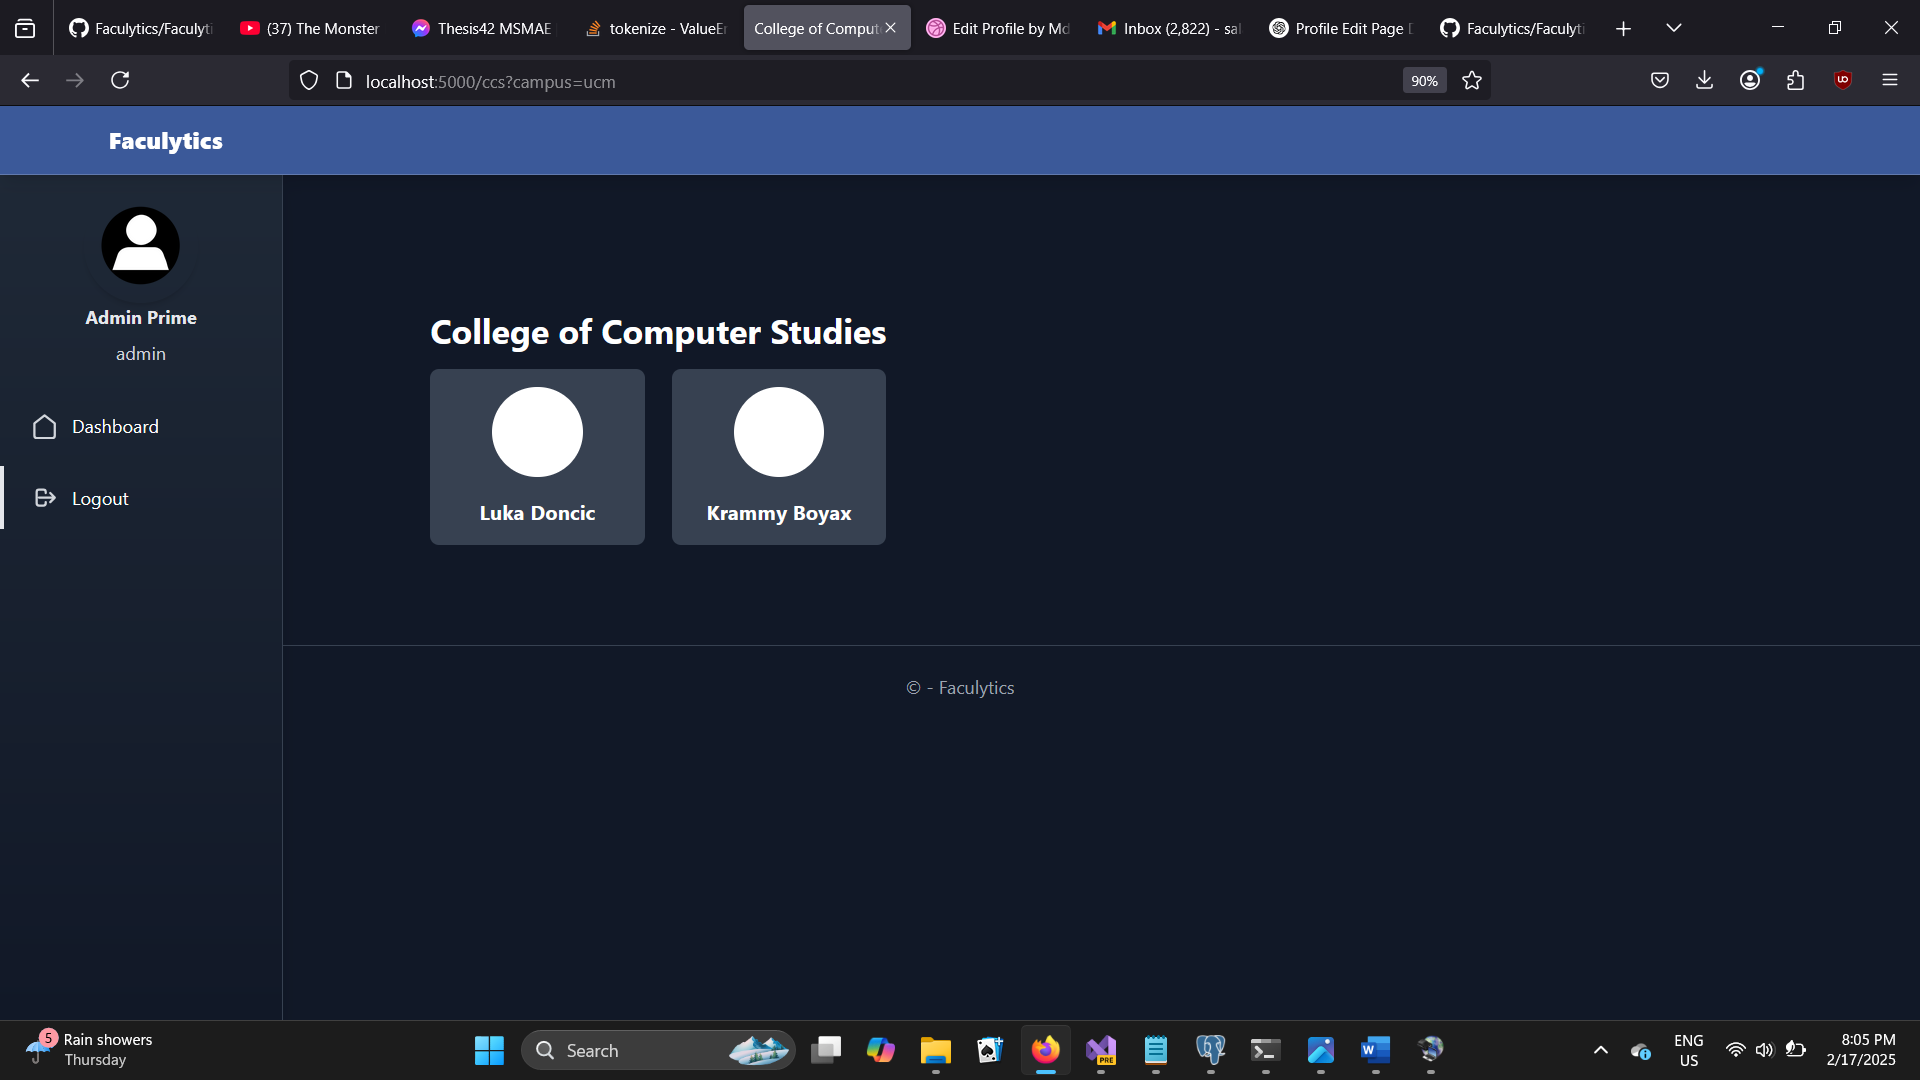 Faculytics/Faculyti
(37) The Monster
Thesis42 MSMAE
tokenize - ValueEr
College of Comput
Edit Profile by Md
Inbox (2,822) - sal
Profile Edit Page D
Faculytics/Faculyti
localhost:5000/ccs?campus=ucm
90%
Faculytics
Admin Prime
admin
Dashboard
Logout
College of Computer Studies
Luka Doncic
Krammy Boyax
© - Faculytics
5
Rain showers
Thursday
Search
PRE
W
ENG
US
8:05 PM
2/17/2025